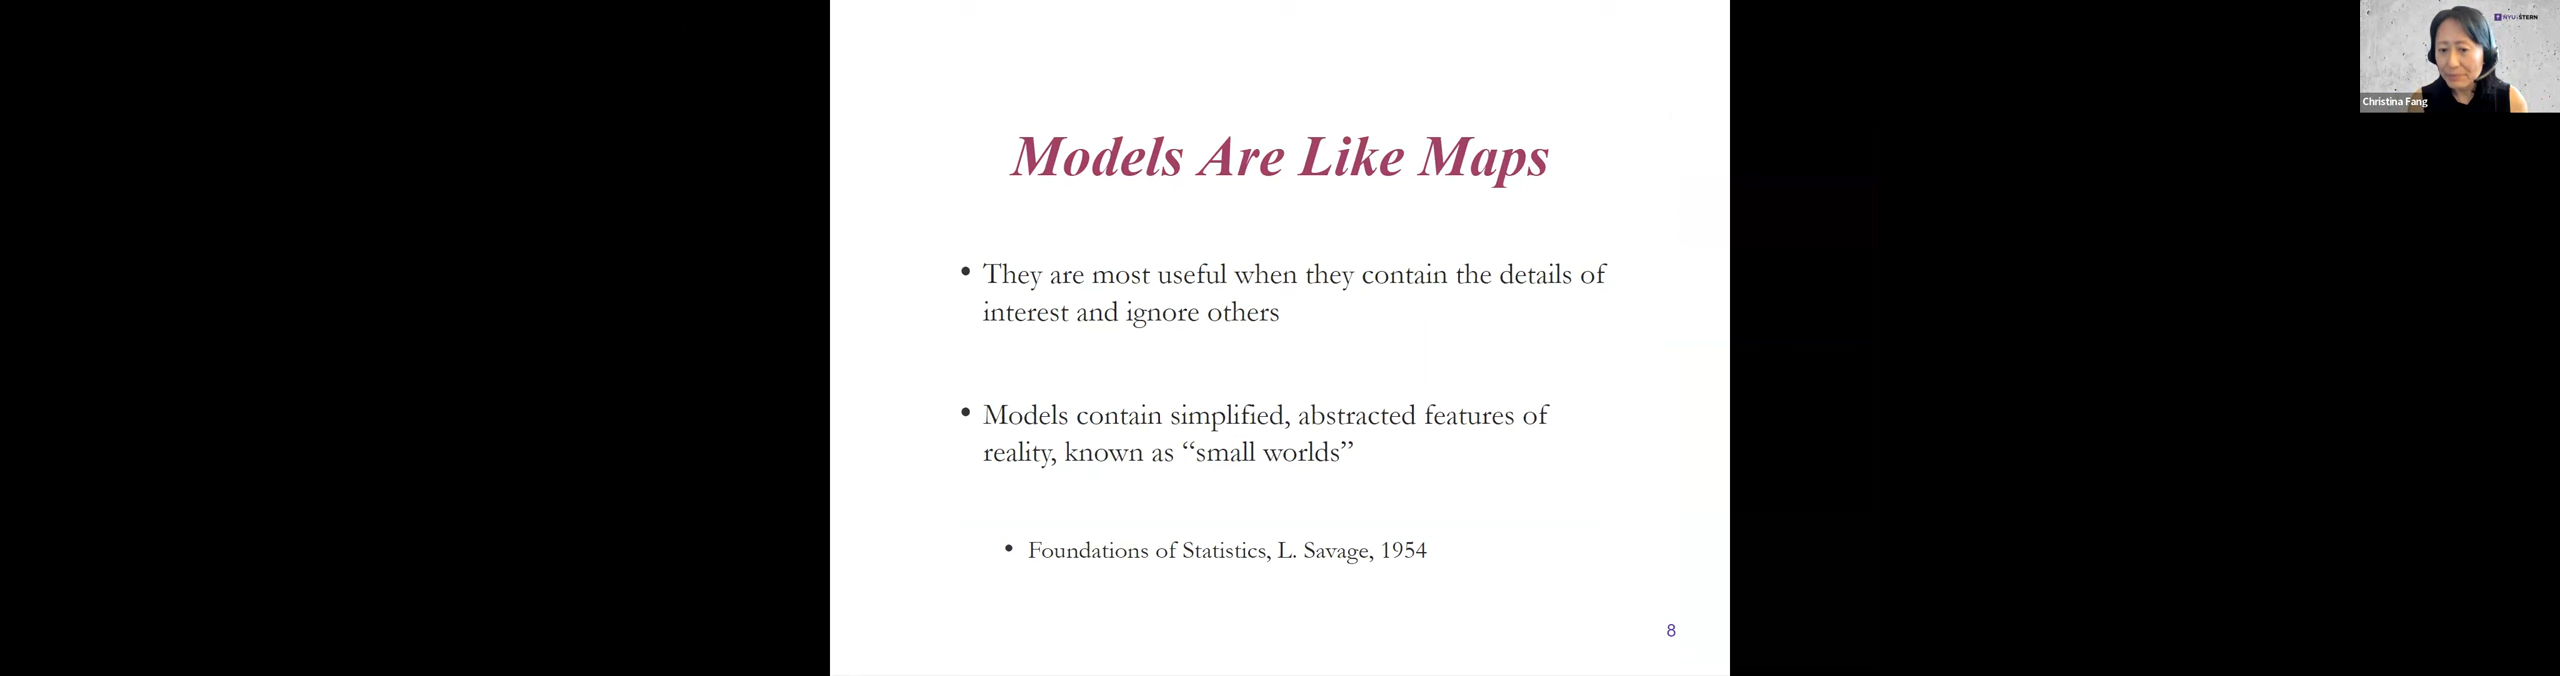 NYU STERN
Christina Fang
Models Are Like Maps
• They are most useful when they contain the details of
interest and ignore others
• Models contain simplified, abstracted features of
reality, known as “small worlds”
• Foundations of Statistics, L. Savage, 1954
8